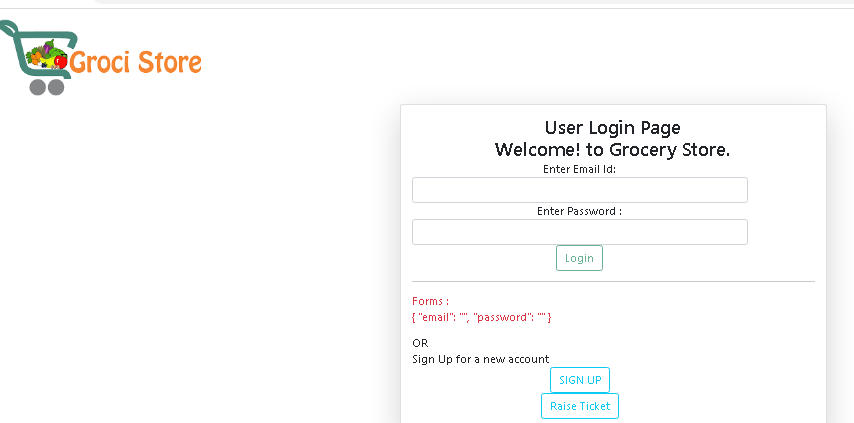 Groci Store
User Login Page
Welcome! to Grocery Store.
Enter Email Id:
Enter Password :
Login
Forms :
{ "email": "", "password": "" }
OR
Sign Up for a new account
SIGN UP
Raise Ticket